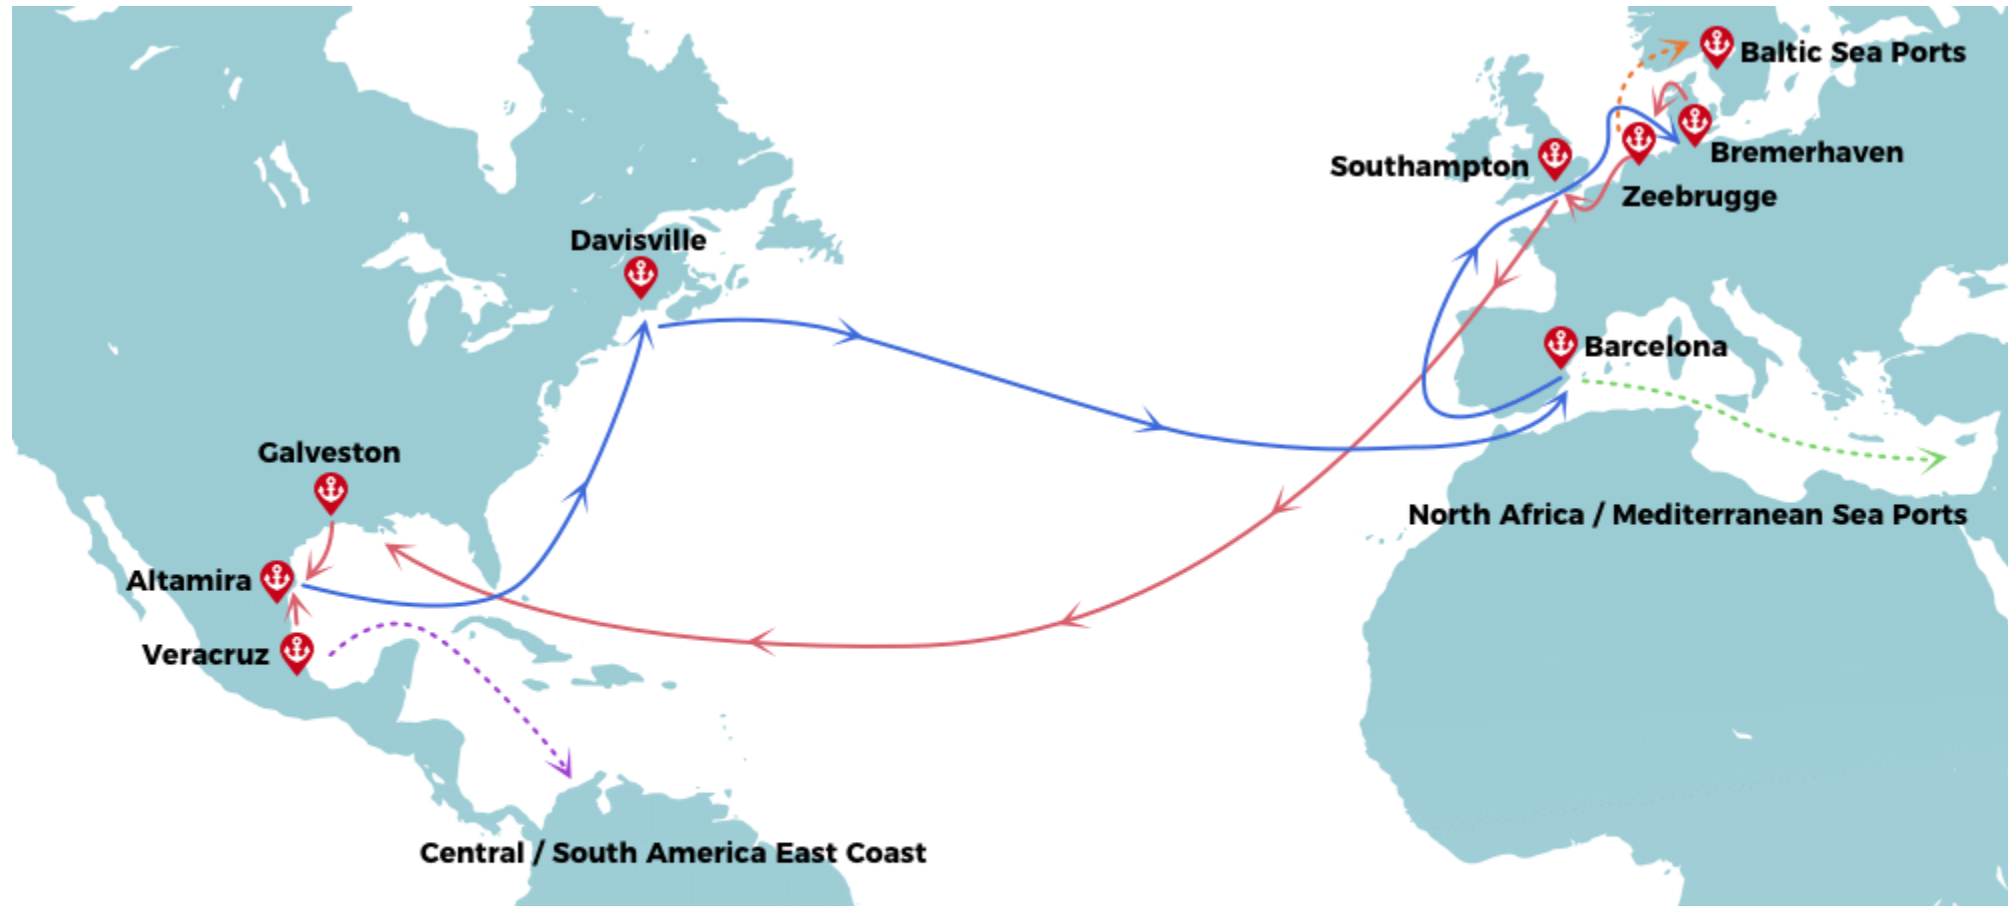 Baltic Sea Ports
Bremerhaven
Southampton
Zeebrugge
Davisville
Barcelona
Galveston
North Africa / Mediterranean Sea Ports
Altamira
Veracruz
Central / South America East Coast